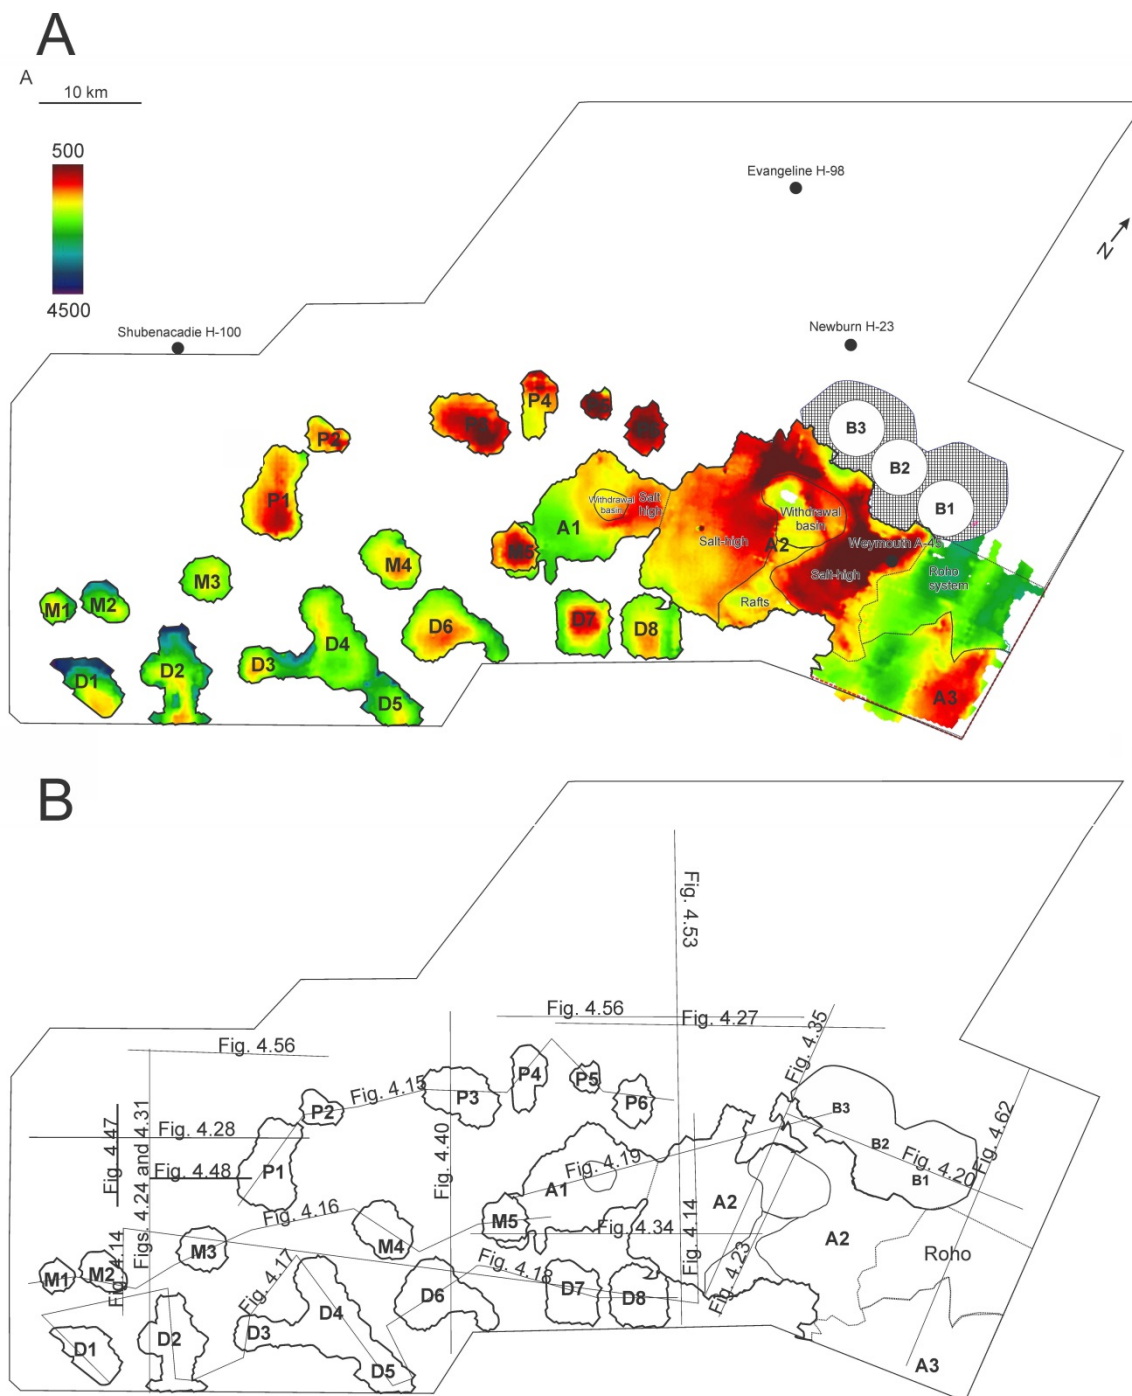 A
A
10 km
500
4500
Evangeline H-98
N
Shubenacadie H-100
Newburn H-23
P4
P5
P2
P3
P6
B3
B2
B1
P1
Withdrawal
basin
Salt
high
A1
Withdrawal
basin
Salt-high
A2
M5
M4
M3
Roho
system
Salt-high
Rafts
M1
M2
D6
D7
D8
D4
D3
D2
D1
D5
A3
B
Fig. 4.53
Fig. 4.56
Fig. 4.27
Fig. 4.35
Fig. 4.56
P4
P5
P6
Fig. 4.15
P3
P2
B3
B2
B1
Fig. 4.62
Fig. 4.20
Fig. 4.47
Figs. 4.24 and 4.31
Fig. 4.28
Fig. 4.48
P1
Fig. 4.40
Fig. 4.19
A1
A2
A2
Fig. 4.16
M5
M4
M3
Fig. 4.34
Fig. 4.14
Fig. 4.23
Roho
M1
M2
Fig. 4.14
Fig. 4.17
Fig. 4.18
D6
D7
D8
D4
D3
D2
D1
D5
A3